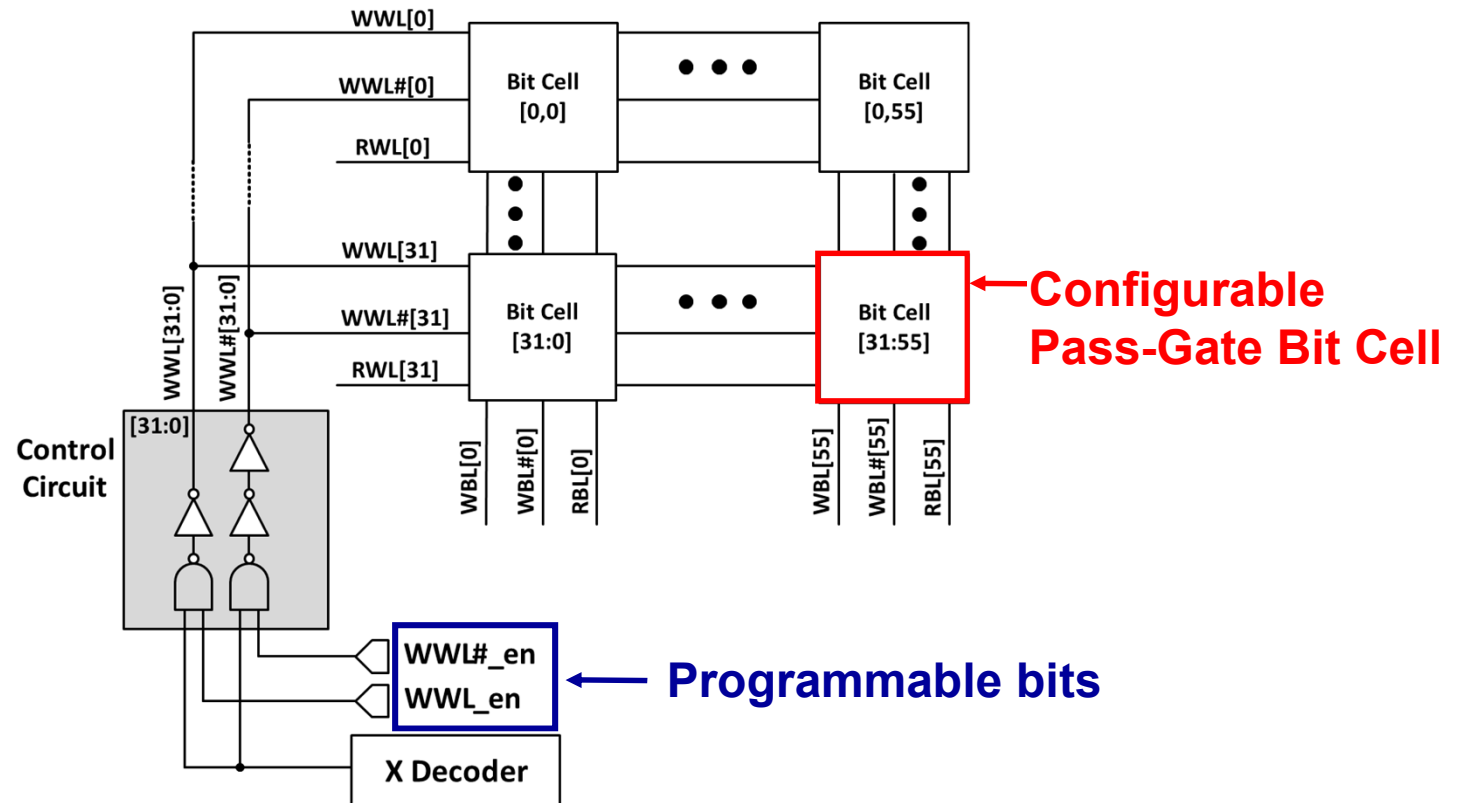 WWL[0]
WWL#[0]
RWL[0]
Bit Cell
[0,0]
Bit Cell
[0,55]
WWL[31]
WWL#[31]
RWL[31]
Bit Cell
[31:0]
Bit Cell
[31:55]
Configurable
Pass-Gate Bit Cell
WWL[31:0]
WWL#[31:0]
[31:0]
Control
Circuit
WBL[0]
WBL#[0]
RBL[0]
WBL[55]
WBL#[55]
RBL[55]
WWL#_en
WWL_en
Programmable bits
X Decoder